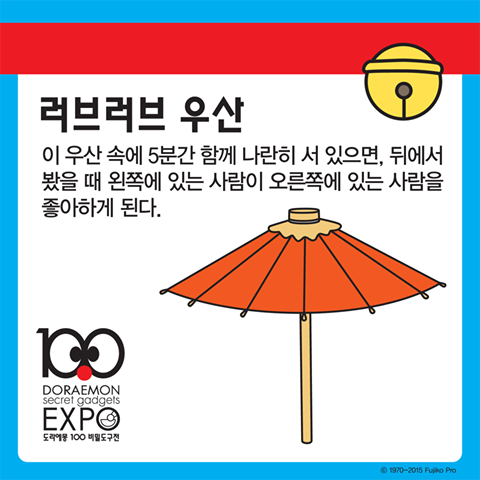 러브러브 우산
이 우산 속에 5분간 함께 나란히 서 있으면, 뒤에서
봤을 때 왼쪽에 있는 사람이 오른쪽에 있는 사람을
좋아하게 된다.
100
DORAEMON
secret gadgets
EXPO
도라에몽 100 비밀도구전
© 1970~2015 Fujiko Pro